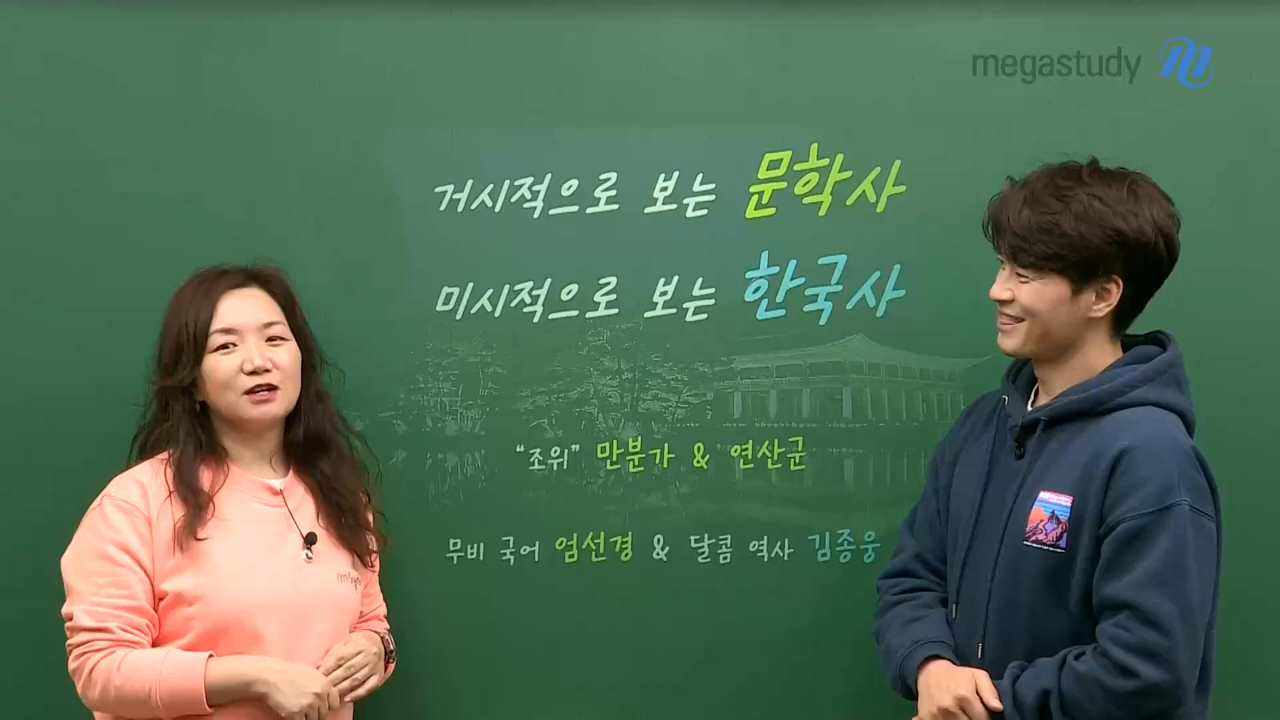 megastudy
거시적으로 보는 문학사
미시적으로 보는 한국사
“조위” 만분가 & 연산군
무비 국어 엄선경 & 달콤 역사 김종웅